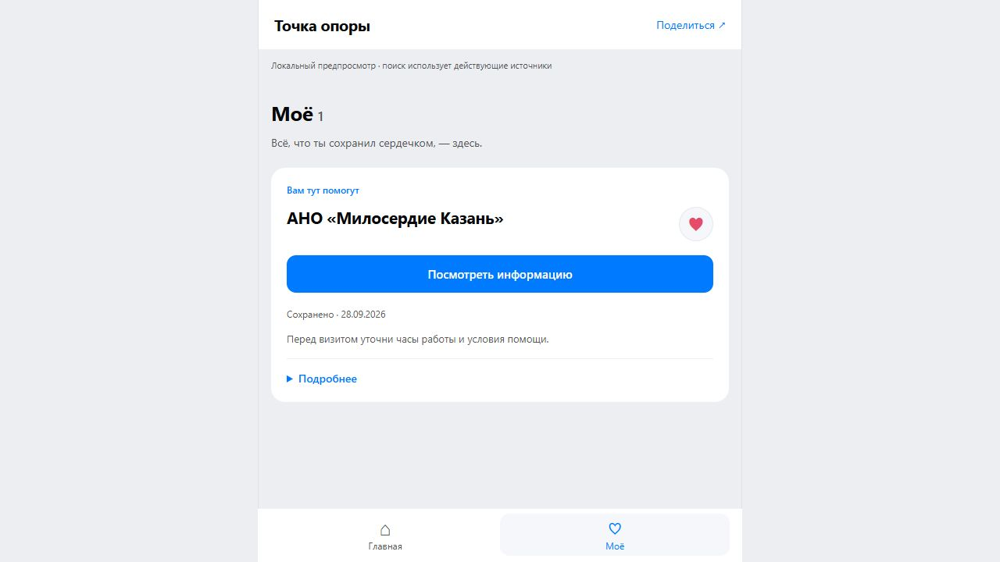 Точка опоры
Поделиться ↗
Локальный предпросмотр · поиск использует действующие источники
Моё 1
Всё, что ты сохранил сердечком, — здесь.
Вам тут помогут
АНО «Милосердие Казань»
Посмотреть информацию
Сохранено · 28.09.2026
Перед визитом уточни часы работы и условия помощи.
Подробнее
Главная
Моё